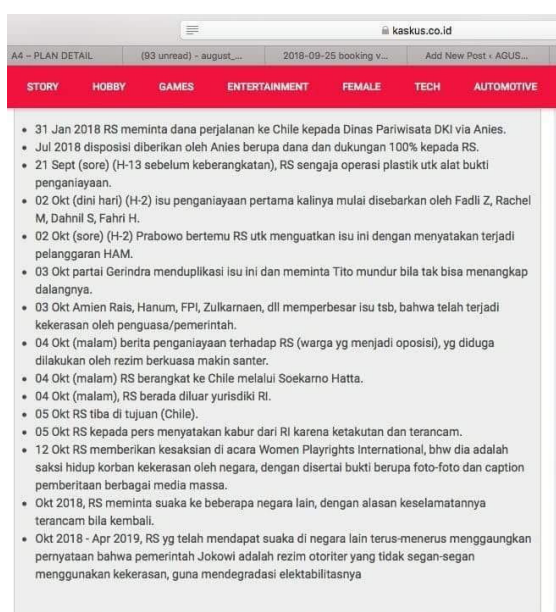 kaskus.co.id
A4 – PLAN DETAIL
(93 unread) - august_...
2018-09-25 booking v...
Add New Post ‹ AGUS...
STORY HOBBY GAMES ENTERTAINMENT FEMALE TECH AUTOMOTIVE
• 31 Jan 2018 RS meminta dana perjalanan ke Chile kepada Dinas Pariwisata DKI via Anies.
• Jul 2018 disposisi diberikan oleh Anies berupa dana dan dukungan 100% kepada RS.
• 21 Sept (sore) (H-13 sebelum keberangkatan), RS sengaja operasi plastik utk alat bukti
penganiayaan.
• 02 Okt (dini hari) (H-2) isu penganiayaan pertama kalinya mulai disebarkan oleh Fadli Z, Rachel
M, Dahnil S, Fahri H.
• 02 Okt (sore) (H-2) Prabowo bertemu RS utk menguatkan isu ini dengan menyatakan terjadi
pelanggaran HAM.
• 03 Okt partai Gerindra menduplikasi isu ini dan meminta Tito mundur bila tak bisa menangkap
dalangnya.
• 03 Okt Amien Rais, Hanum, FPI, Zulkarnaen, dll memperbesar isu tsb, bahwa telah terjadi
kekerasan oleh penguasa/pemerintah.
• 04 Okt (malam) berita penganiayaan terhadap RS (warga yg menjadi oposisi), yg diduga
dilakukan oleh rezim berkuasa makin santer.
• 04 Okt (malam) RS berangkat ke Chile melalui Soekarno Hatta.
• 04 Okt (malam), RS berada diluar yurisdiki RI.
• 05 Okt RS tiba di tujuan (Chile).
• 05 Okt RS kepada pers menyatakan kabur dari RI karena ketakutan dan terancam.
• 12 Okt RS memberikan kesaksian di acara Women Playrights International, bhw dia adalah
saksi hidup korban kekerasan oleh negara, dengan disertai bukti berupa foto-foto dan caption
pemberitaan berbagai media massa.
• Okt 2018, RS meminta suaka ke beberapa negara lain, dengan alasan keselamatannya
terancam bila kembali.
• Okt 2018 - Apr 2019, RS yg telah mendapat suaka di negara lain terus-menerus menggaungkan
pernyataan bahwa pemerintah Jokowi adalah rezim otoriter yang tidak segan-segan
menggunakan kekerasan, guna mendegradasi elektabilitasnya